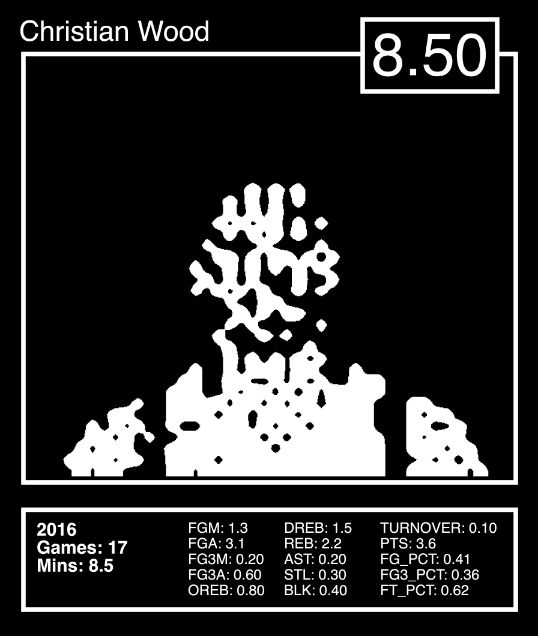 Christian Wood
8.50
2016
Games: 17
Mins: 8.5
FGM: 1.3
FGA: 3.1
FG3M: 0.20
FG3A: 0.60
OREB: 0.80
DREB: 1.5
REB: 2.2
AST: 0.20
STL: 0.30
BLK: 0.40
TURNOVER: 0.10
PTS: 3.6
FG_PCT: 0.41
FG3_PCT: 0.36
FT_PCT: 0.62